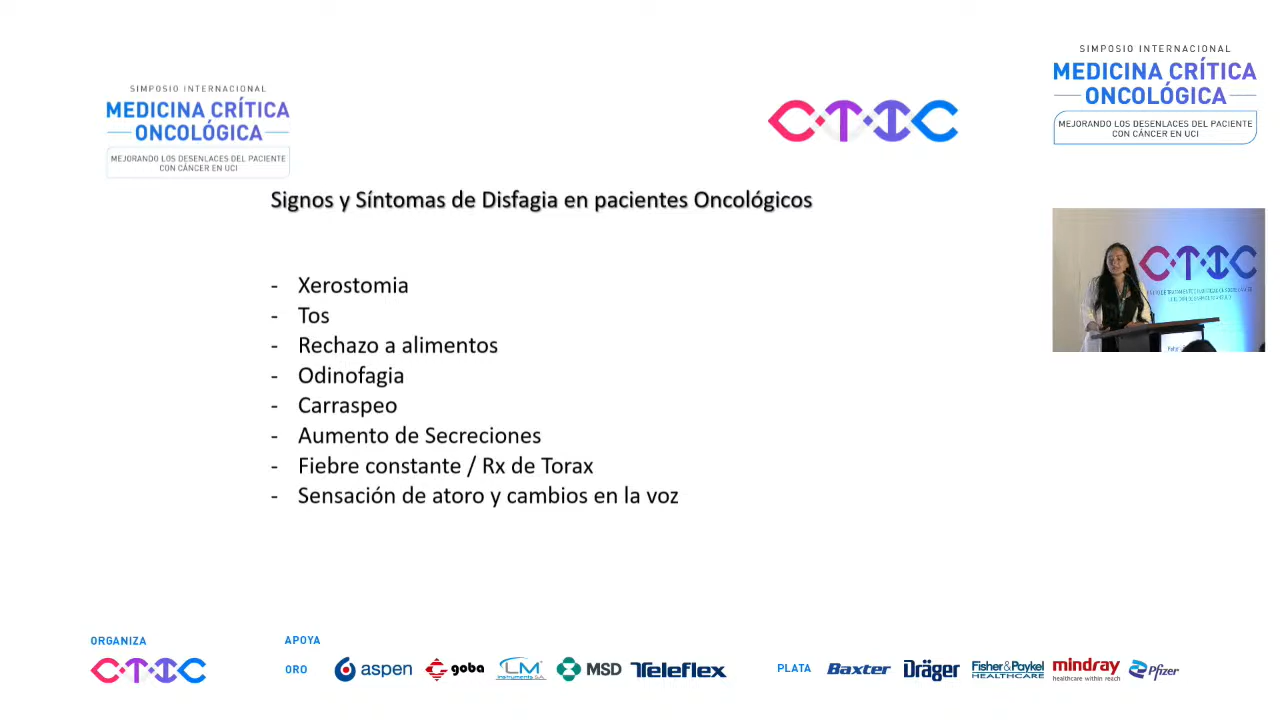 SIMPOSIO INTERNACIONAL
MEDICINA CRÍTICA
ONCOLÓGICA
MEJORANDO LOS DESENLACES DEL PACIENTE
CON CÁNCER EN UCI
CTIC
SIMPOSIO INTERNACIONAL
MEDICINA CRÍTICA
ONCOLÓGICA
MEJORANDO LOS DESENLACES DEL PACIENTE
CON CÁNCER EN UCI
Signos y Síntomas de Disfagia en pacientes Oncológicos
- Xerostomia
- Tos
- Rechazo a alimentos
- Odinofagia
- Carraspeo
- Aumento de Secreciones
- Fiebre constante / Rx de Torax
- Sensación de atoro y cambios en la voz
CTIC
ORGANIZA
CTIC
APOYA
ORO
aspen
goba
LM
Instruments S.A.
MSD
Teleflex
PLATA
Baxter
Dräger
Fisher & Paykel
HEALTHCARE
mindray
healthcare within reach
Pfizer